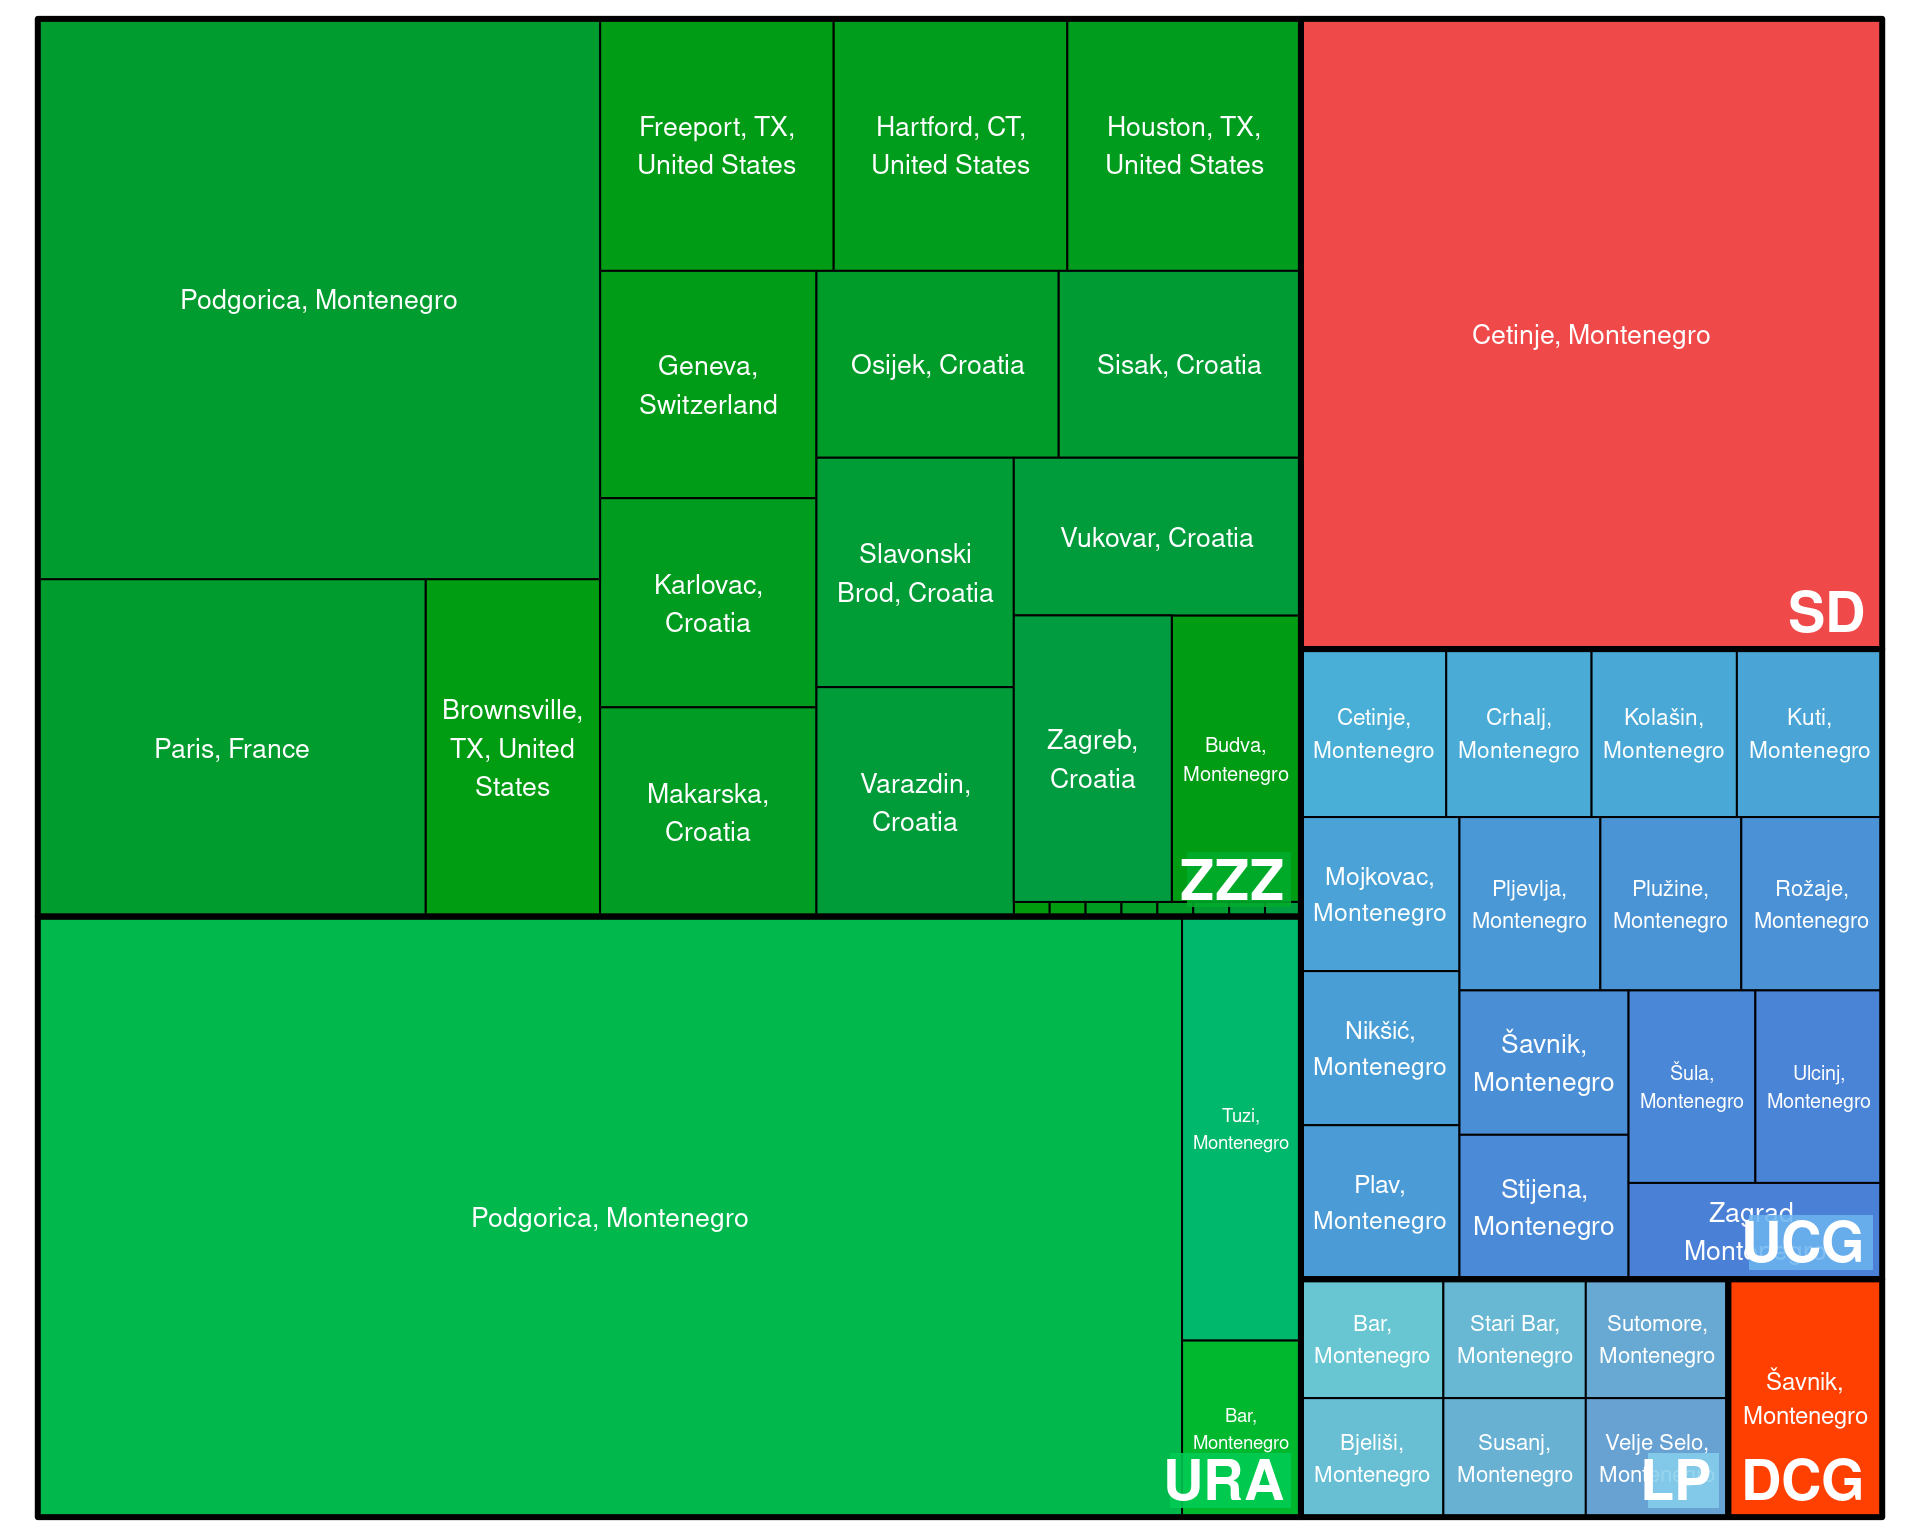 Podgorica, Montenegro
Freeport, TX,
United States
Hartford, CT,
United States
Houston, TX,
United States
Geneva,
Switzerland
Osijek, Croatia
Sisak, Croatia
Karlovac,
Croatia
Slavonski
Brod, Croatia
Vukovar, Croatia
Paris, France
Brownsville,
TX, United
States
Makarska,
Croatia
Varazdin,
Croatia
Zagreb,
Croatia
Budva,
Montenegro
ZZZ
Podgorica, Montenegro
Tuzi,
Montenegro
Bar,
Montenegro
URA
Cetinje, Montenegro
SD
Cetinje,
Montenegro
Crhalj,
Montenegro
Kolašin,
Montenegro
Kuti,
Montenegro
Mojkovac,
Montenegro
Pljevlja,
Montenegro
Plužine,
Montenegro
Rožaje,
Montenegro
Nikšić,
Montenegro
Šavnik,
Montenegro
Šula,
Montenegro
Ulcinj,
Montenegro
Plav,
Montenegro
Stijena,
Montenegro
Zagrad,
Montenegro
UCG
Bar,
Montenegro
Stari Bar,
Montenegro
Sutomore,
Montenegro
Bjeliši,
Montenegro
Susanj,
Montenegro
Velje Selo,
Montenegro
LP
Šavnik,
Montenegro
DCG